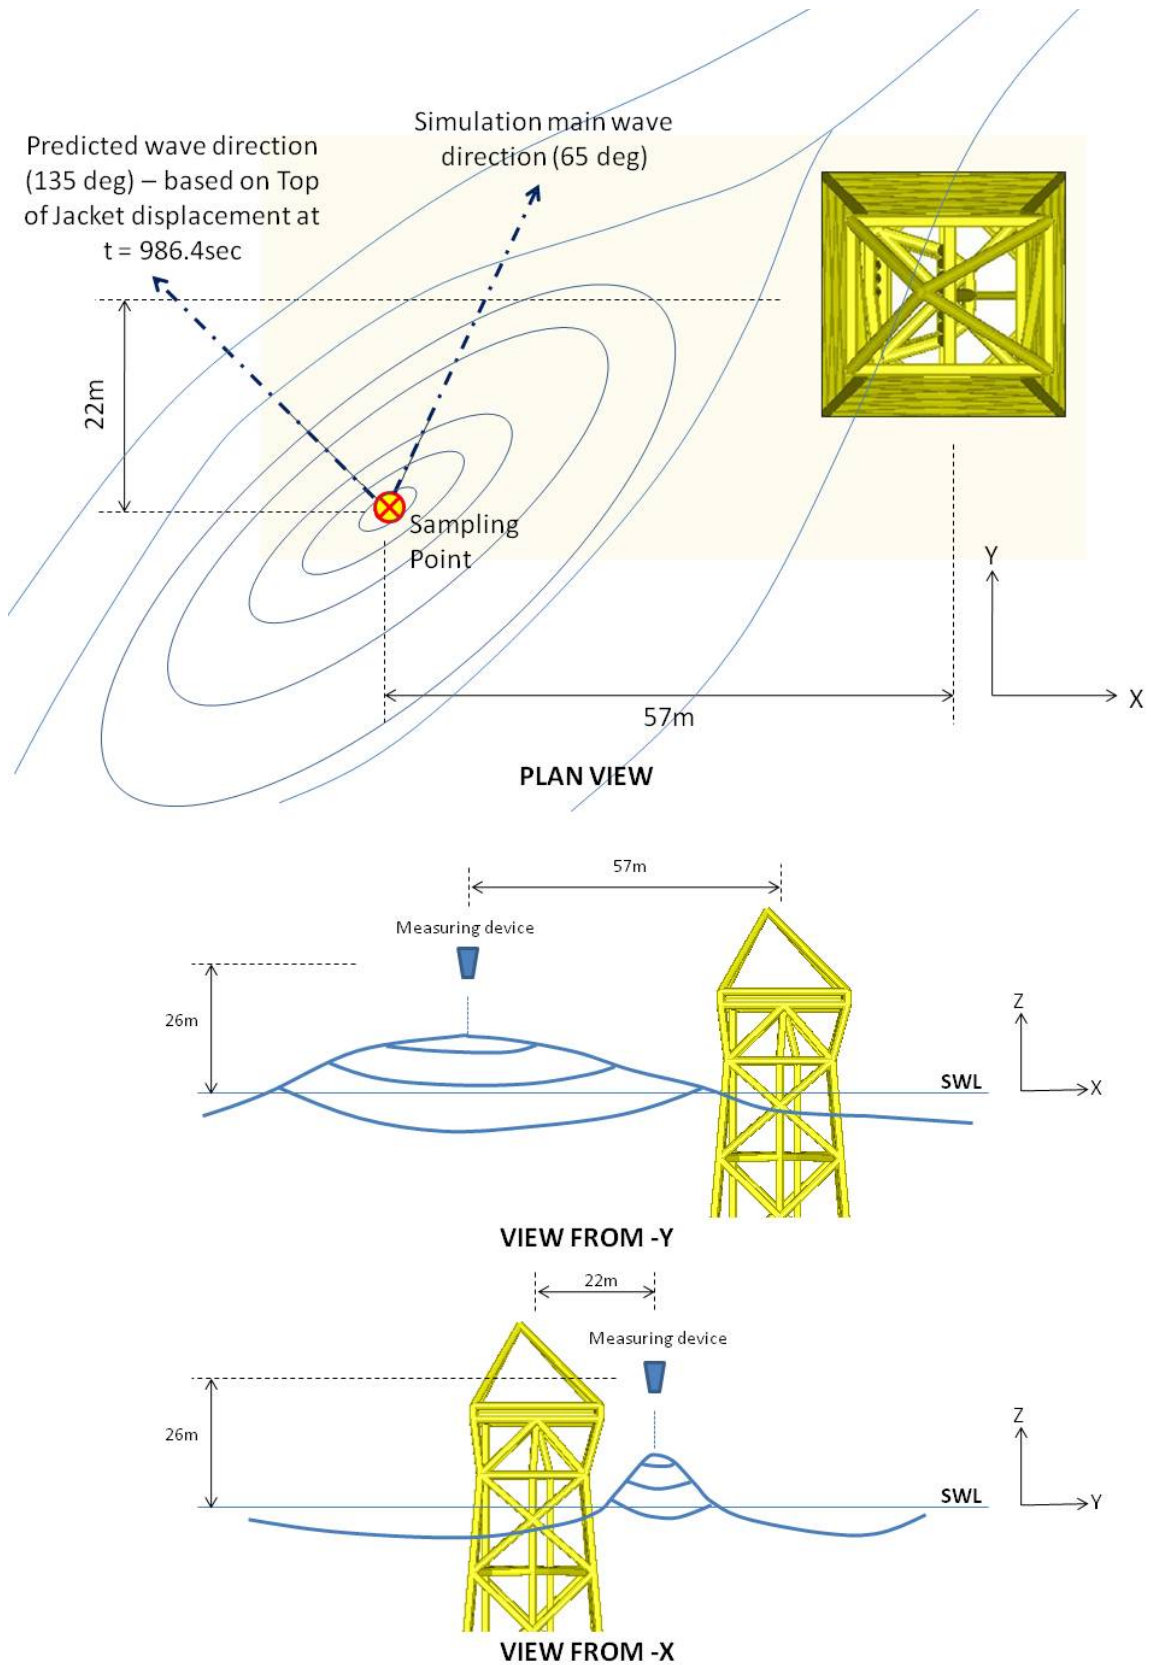 Simulation main wave
direction (65 deg)
Predicted wave direction
(135 deg) – based on Top
of Jacket displacement at
t = 986.4sec
22m
Sampling
Point
Y
X
57m
PLAN VIEW
57m
Measuring device
26m
Z
SWL
X
VIEW FROM -Y
22m
Measuring device
26m
Z
SWL
Y
VIEW FROM -X